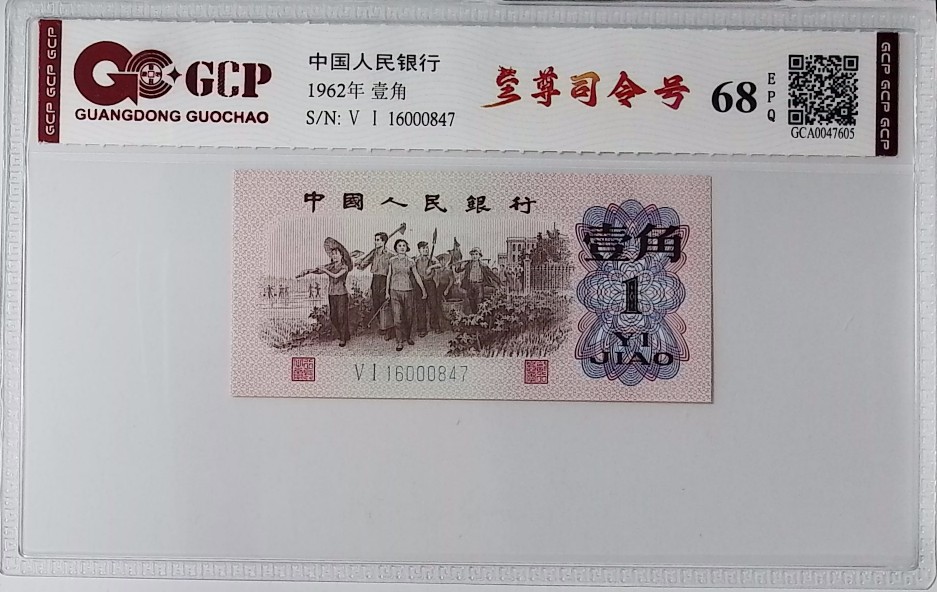 GCP GCP GCP
GCP
GUANGDONG GUOCHAO
中国人民银行
1962年 壹角
S/N: V I 16000847
至尊司令号
68
EPQ
GCA0047605
GCP GCP GCP
中國人民銀行
壹角
1
YI
JIAO
V I 16000847